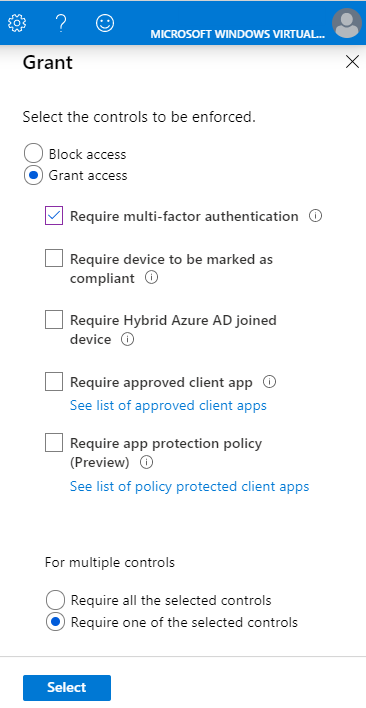 MICROSOFT WINDOWS VIRTUAL...
Grant
Select the controls to be enforced.
Block access
Grant access
Require multi-factor authentication
Require device to be marked as
compliant
Require Hybrid Azure AD joined
device
Require approved client app
See list of approved client apps
Require app protection policy
(Preview)
See list of policy protected client apps
For multiple controls
Require all the selected controls
Require one of the selected controls
Select